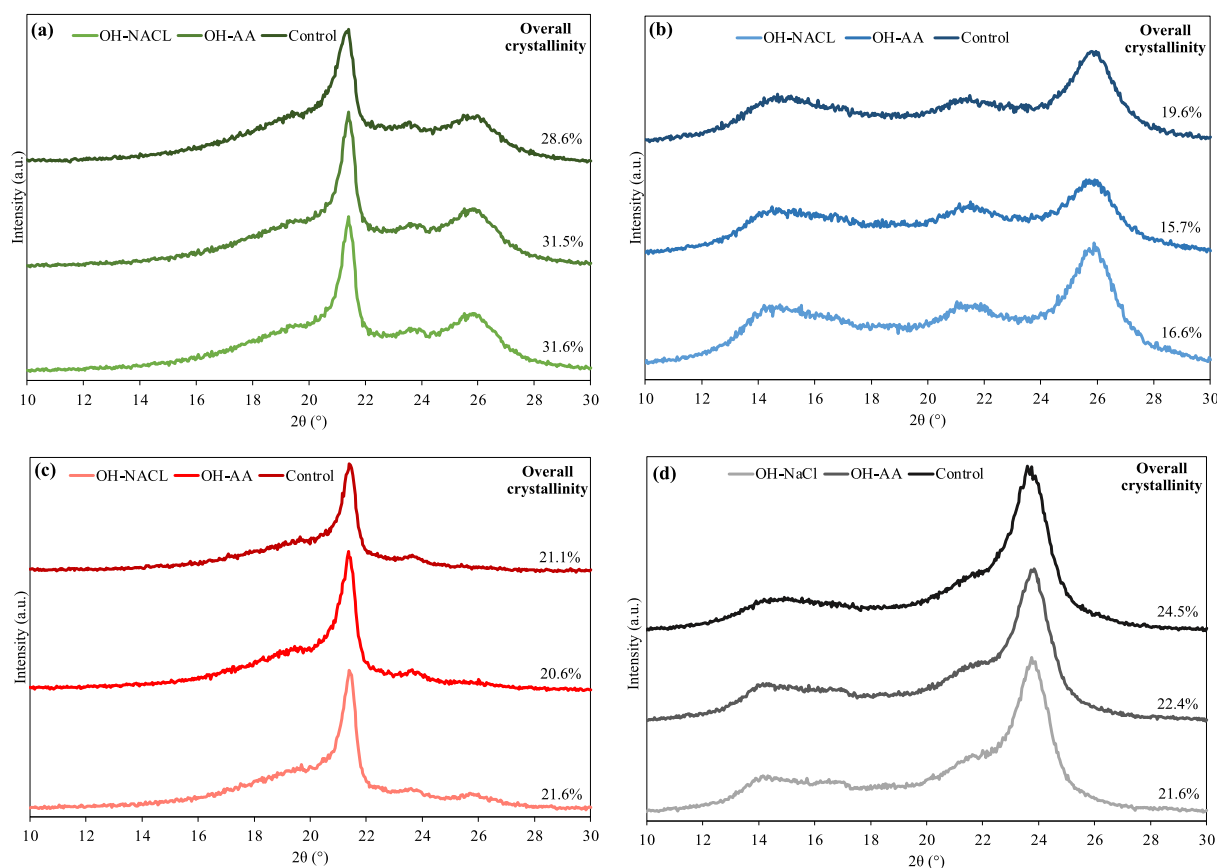 (a)
OH-NACL OH-AA Control
Overall
crystallinity
28.6%
31.5%
31.6%
Intensity (a.u.)
10 12 14 16 18 20 22 24 26 28 30
2θ (°)
(b)
OH-NACL OH-AA Control
Overall
crystallinity
19.6%
15.7%
16.6%
Intensity (a.u.)
10 12 14 16 18 20 22 24 26 28 30
2θ (°)
(c)
OH-NACL OH-AA Control
Overall
crystallinity
21.1%
20.6%
21.6%
Intensity (a.u.)
10 12 14 16 18 20 22 24 26 28 30
2θ (°)
(d)
OH-NaCl OH-AA Control
Overall
crystallinity
24.5%
22.4%
21.6%
Intensity (a.u.)
10 12 14 16 18 20 22 24 26 28 30
2θ (°)